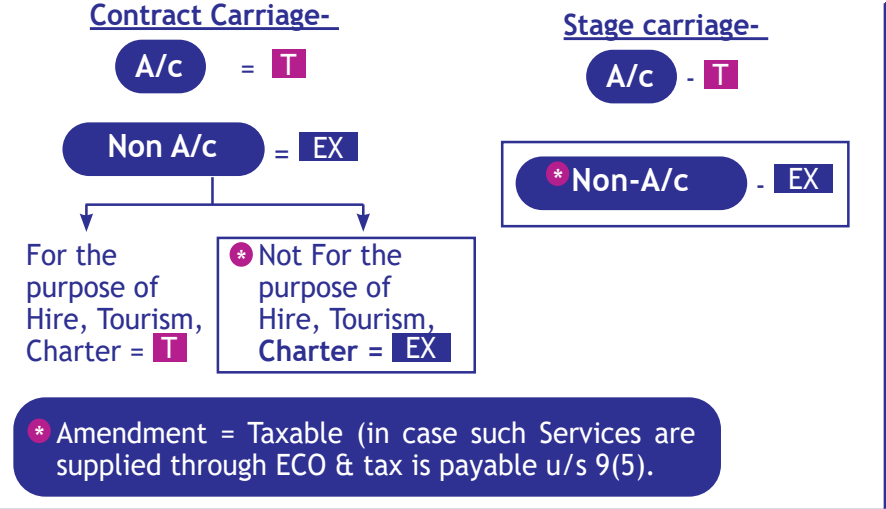 Contract Carriage-
A/c = T
Non A/c = EX
For the
purpose of
Hire, Tourism,
Charter = T
* Not For the
purpose of
Hire, Tourism,
Charter = EX
Stage carriage-
A/c - T
*Non-A/c - EX
* Amendment = Taxable (in case such Services are
supplied through ECO & tax is payable u/s 9(5).